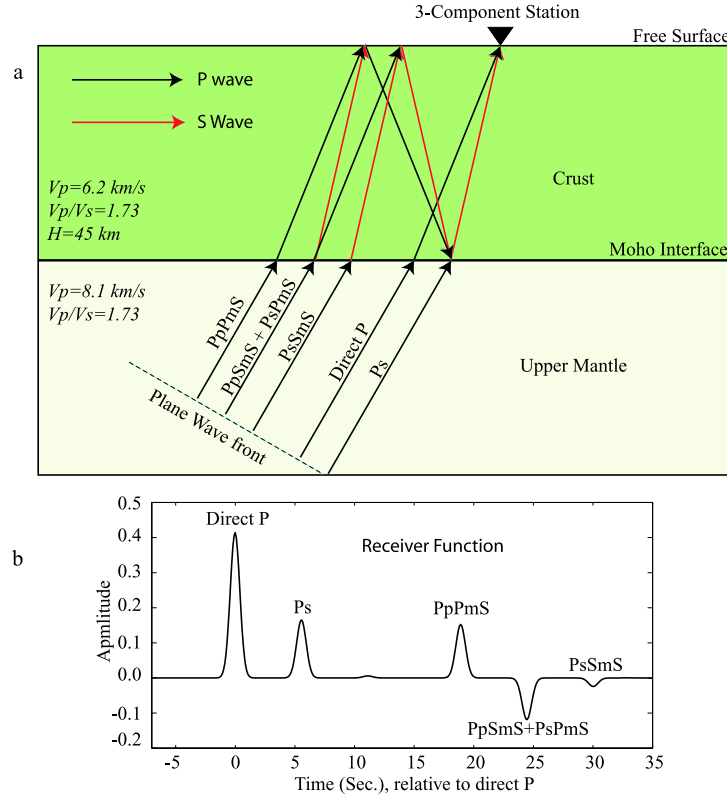 3-Component Station
Free Surface
a
P wave
S Wave
Vp=6.2 km/s
Vp/Vs=1.73
H=45 km
Crust
Moho Interface
Vp=8.1 km/s
Vp/Vs=1.73
PpPmS
PpSmS + PsPmS
PsSmS
Direct P
Ps
Upper Mantle
Plane Wave front
b
Receiver Function
Direct P
Ps
PpPmS
PsSmS
PpSmS+PsPmS
Apmlitude
0.5
0.4
0.3
0.2
0.1
0.0
-0.1
-0.2
-5 0 5 10 15 20 25 30 35
Time (Sec.), relative to direct P